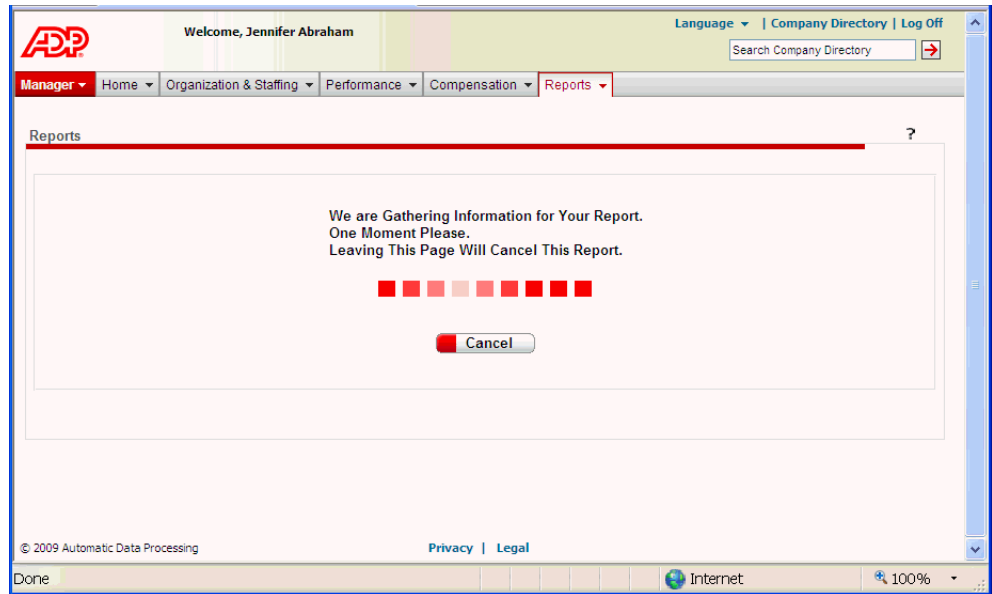 ADP
Welcome, Jennifer Abraham
Language | Company Directory | Log Off
Search Company Directory
Manager Home Organization & Staffing Performance Compensation Reports
Reports
?
We are Gathering Information for Your Report.
One Moment Please.
Leaving This Page Will Cancel This Report.
Cancel
© 2009 Automatic Data Processing
Privacy | Legal
Done
Internet
100%